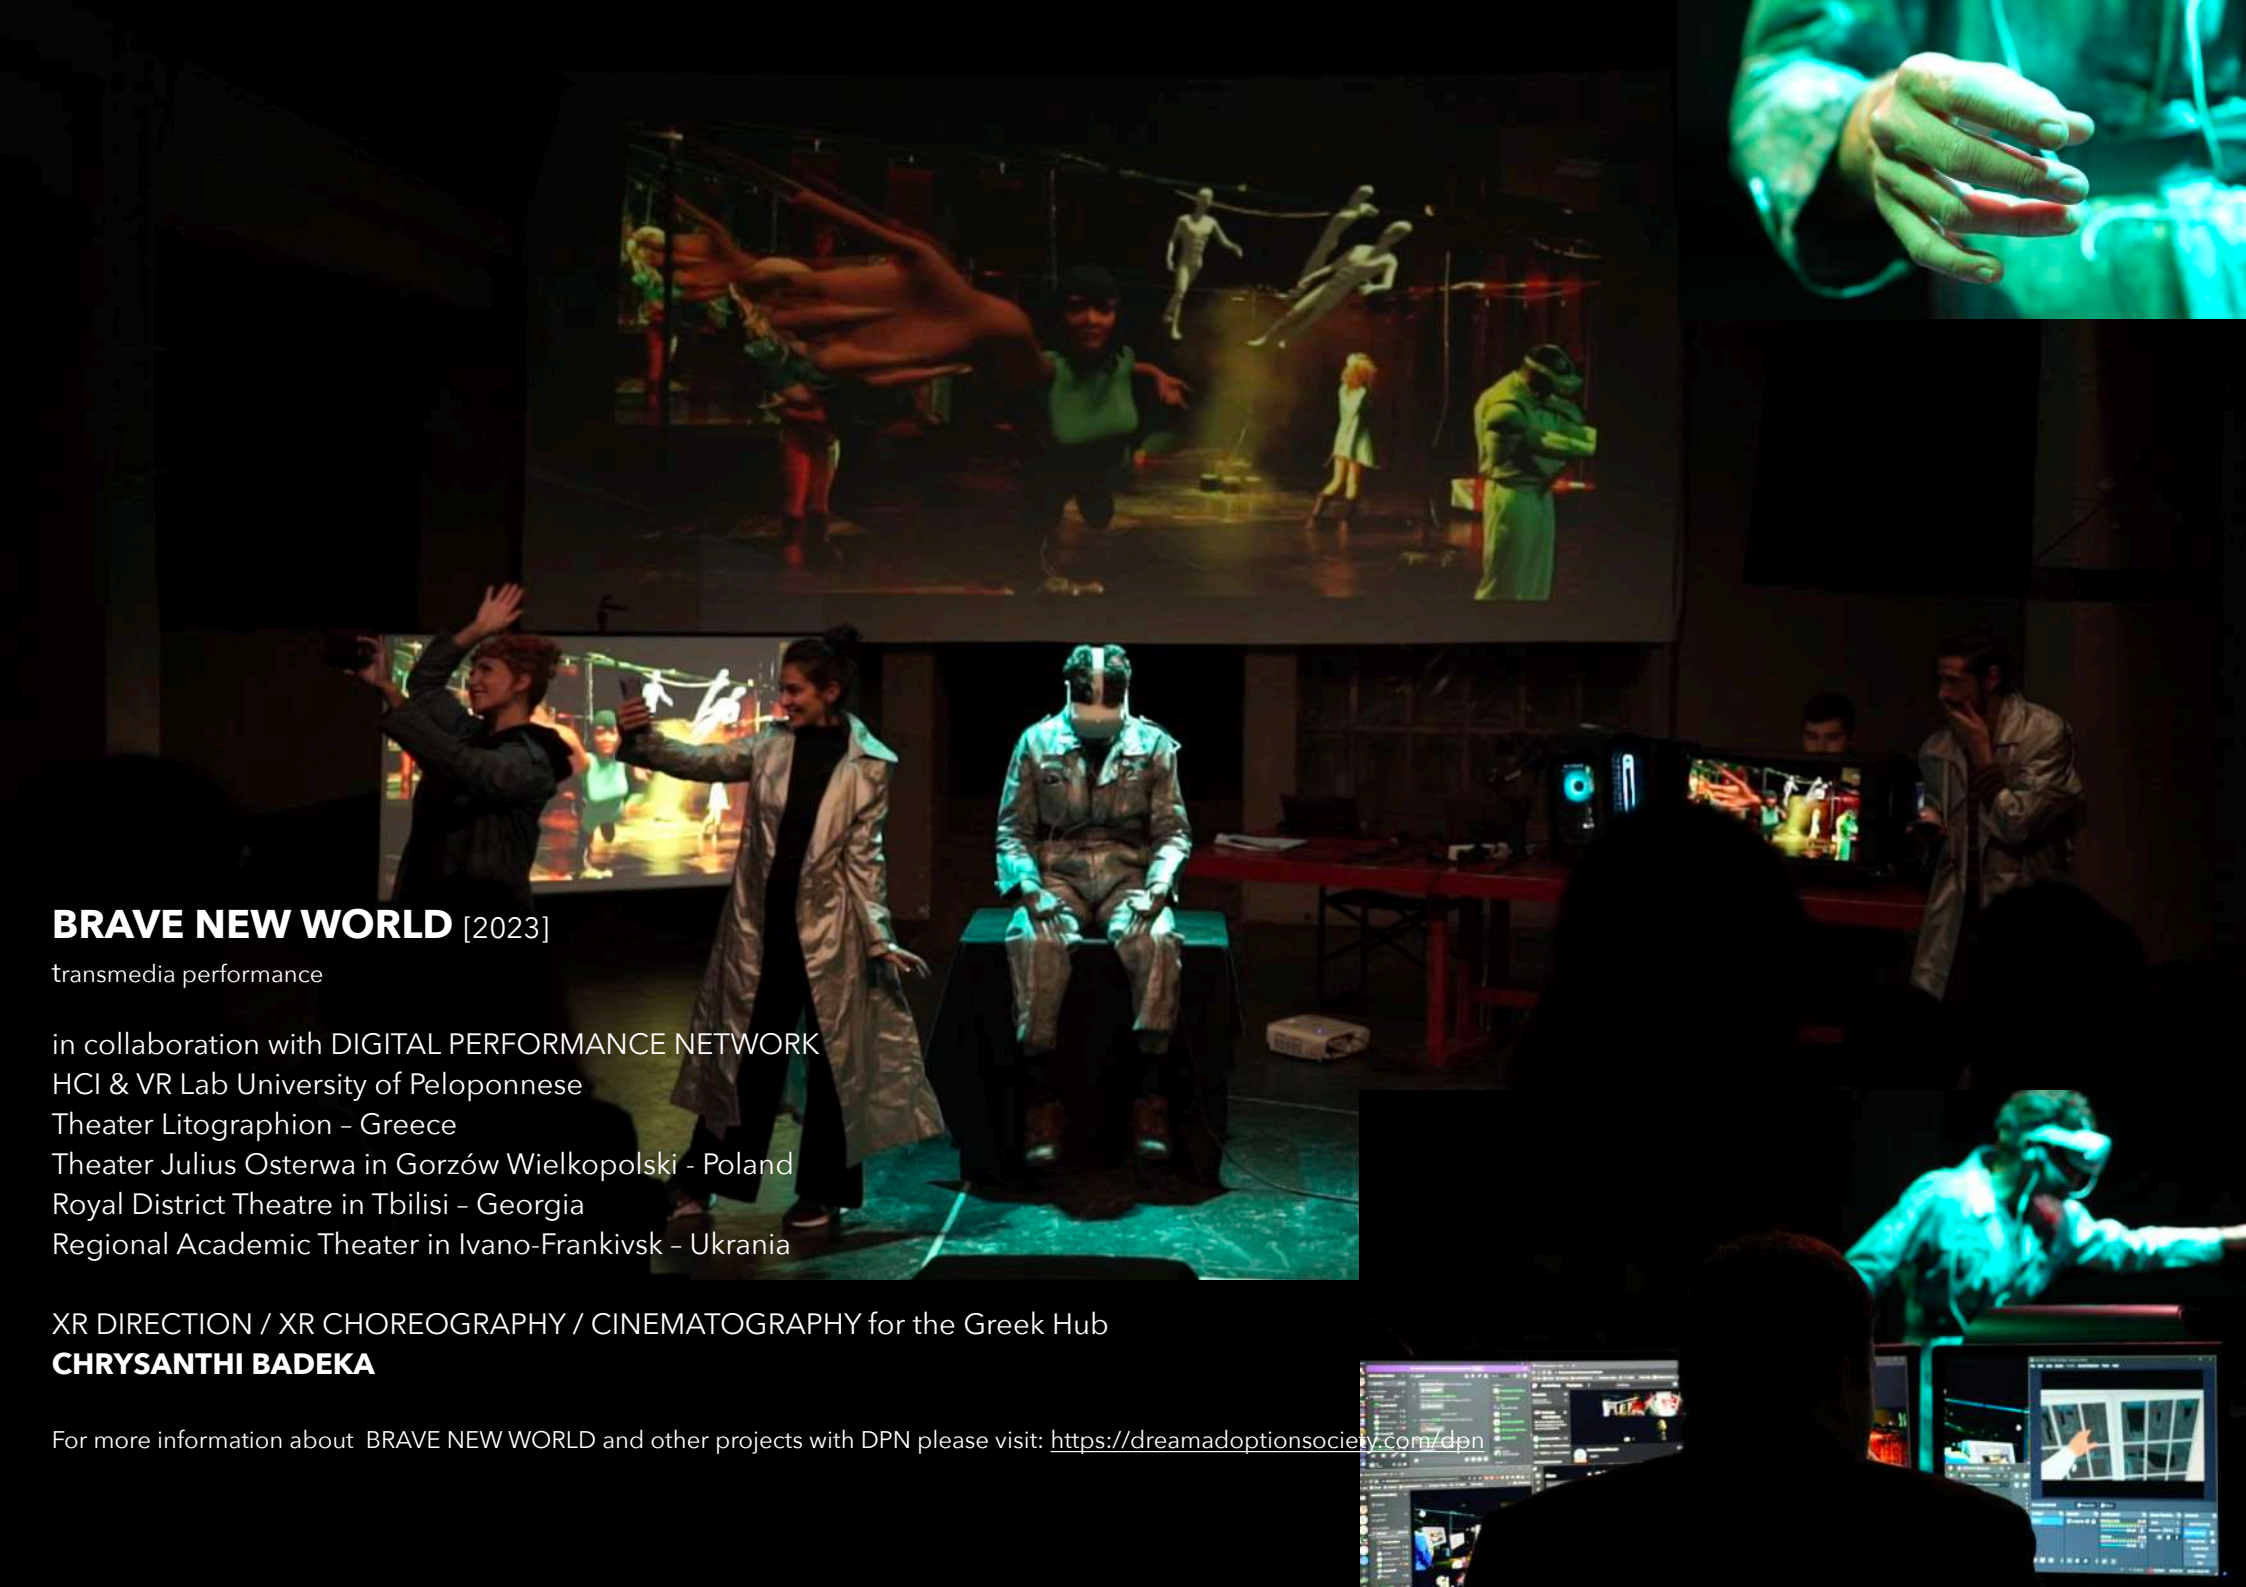 BRAVE NEW WORLD [2023]
transmedia performance
in collaboration with DIGITAL PERFORMANCE NETWORK
HCI & VR Lab University of Peloponnese
Theater Litographion – Greece
Theater Julius Osterwa in Gorzów Wielkopolski - Poland
Royal District Theatre in Tbilisi – Georgia
Regional Academic Theater in Ivano-Frankivsk – Ukrania
XR DIRECTION / XR CHOREOGRAPHY / CINEMATOGRAPHY for the Greek Hub
CHRYSANTHI BADEKA
For more information about  BRAVE NEW WORLD and other projects with DPN please visit: https://dreamadoptionsociety.com/dpn